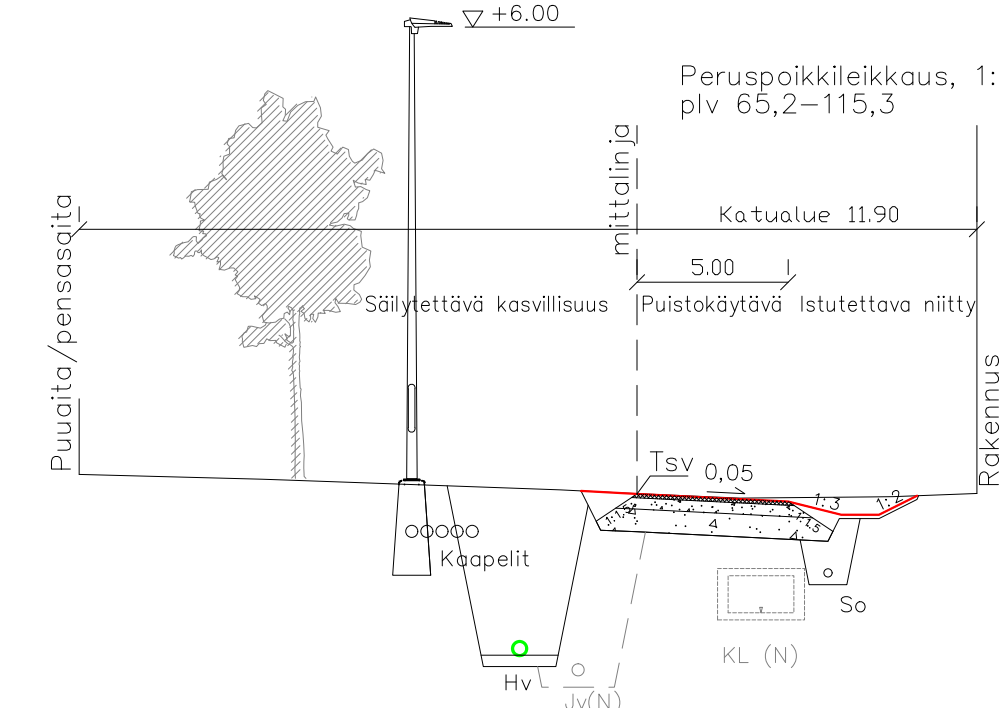 +6.00
Peruspoikkileikkaus, 1:
plv 65,2-115,3
mittalinja
Puuaita/pensasaita
Katualue 11.90
5.00
Säilytettävä kasvillisuus
Puistokäytävä
Istutettava niitty
Rakennus
Tsv
0,05
1:3
1:2
1:1.5
1:1.5
Kaapelit
So
KL (N)
Hv
Jv(N)